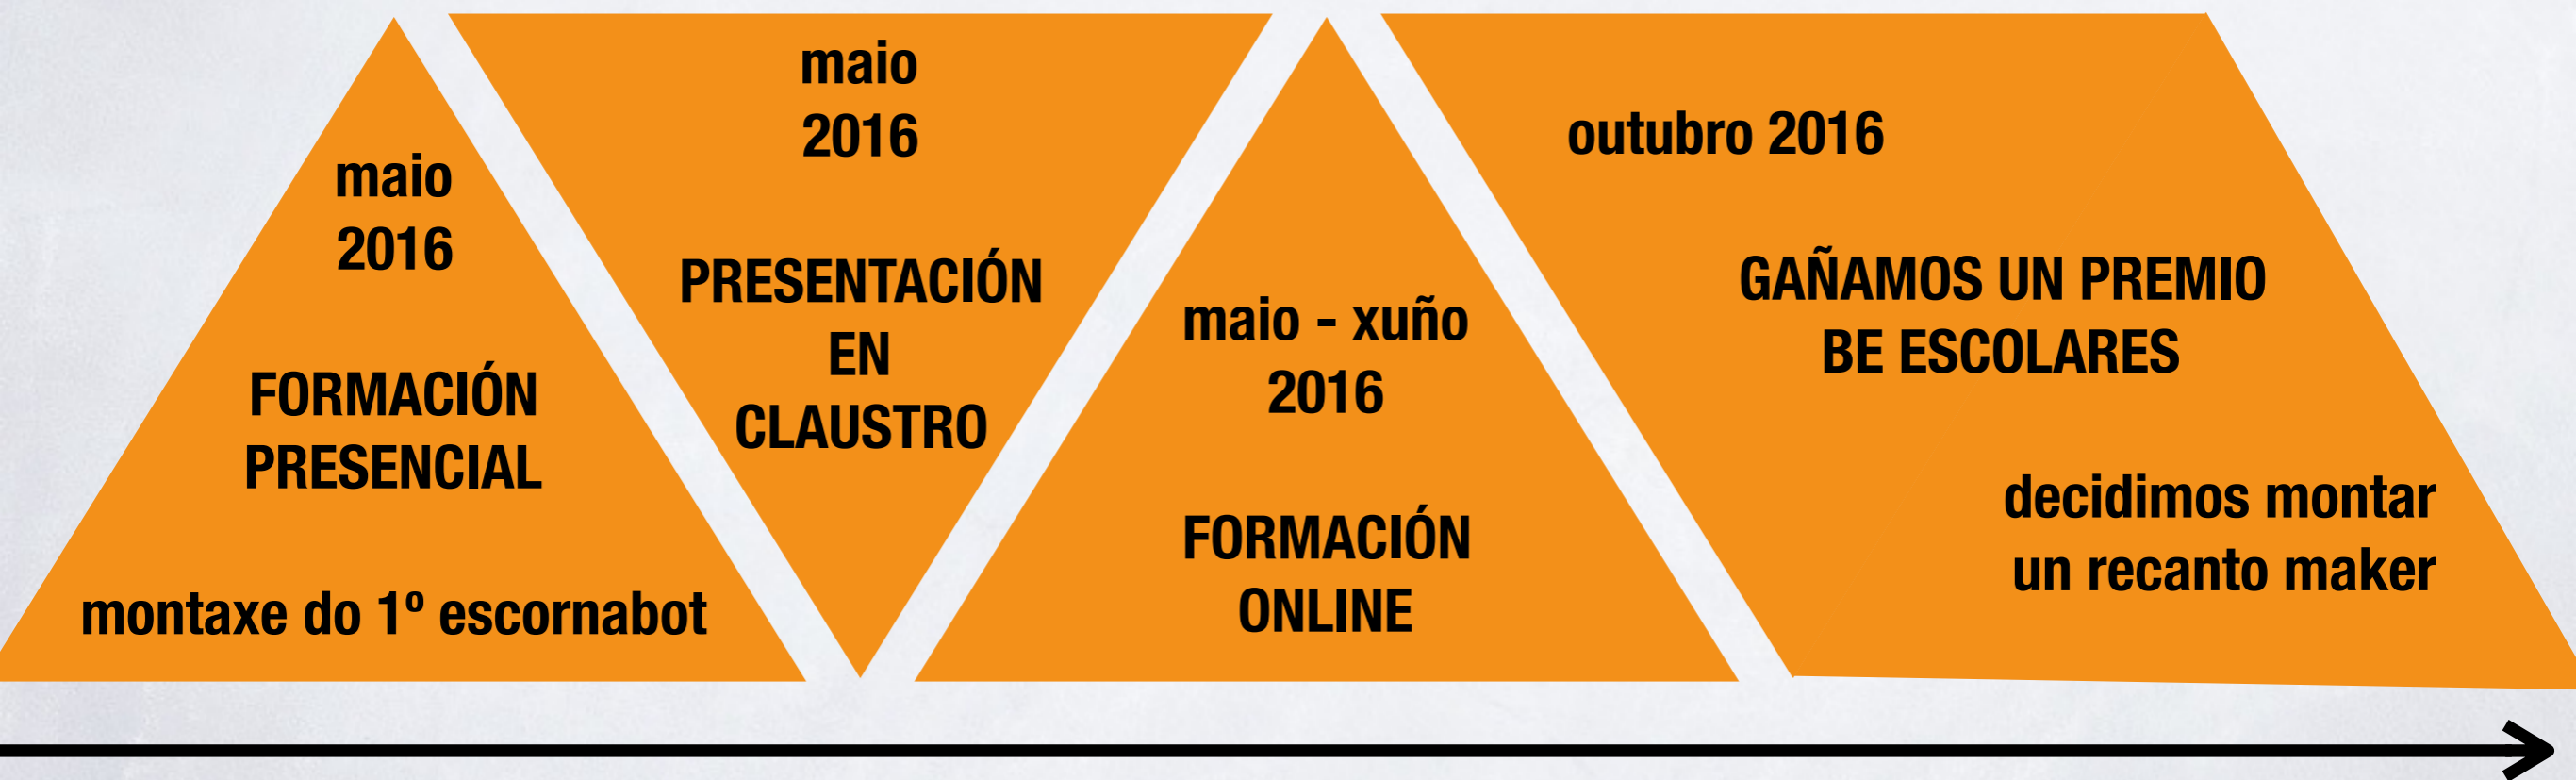 maio
2016
FORMACIÓN
PRESENCIAL
montaxe do 1º escornabot
maio
2016
PRESENTACIÓN
EN
CLAUSTRO
maio - xuño
2016
FORMACIÓN
ONLINE
outubro 2016
GAÑAMOS UN PREMIO
BE ESCOLARES
decidimos montar
un recanto maker